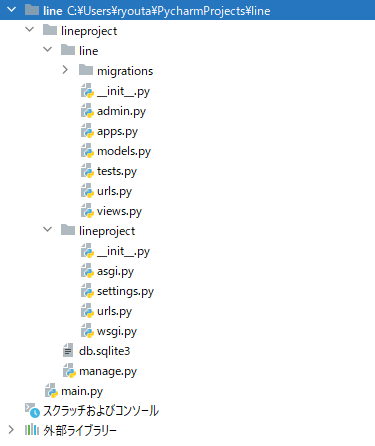 line C:¥Users¥ryouta¥PycharmProjects¥line
lineproject
line
migrations
__init__.py
admin.py
apps.py
models.py
tests.py
urls.py
views.py
lineproject
__init__.py
asgi.py
settings.py
urls.py
wsgi.py
db.sqlite3
manage.py
main.py
スクラッチおよびコンソール
外部ライブラリー